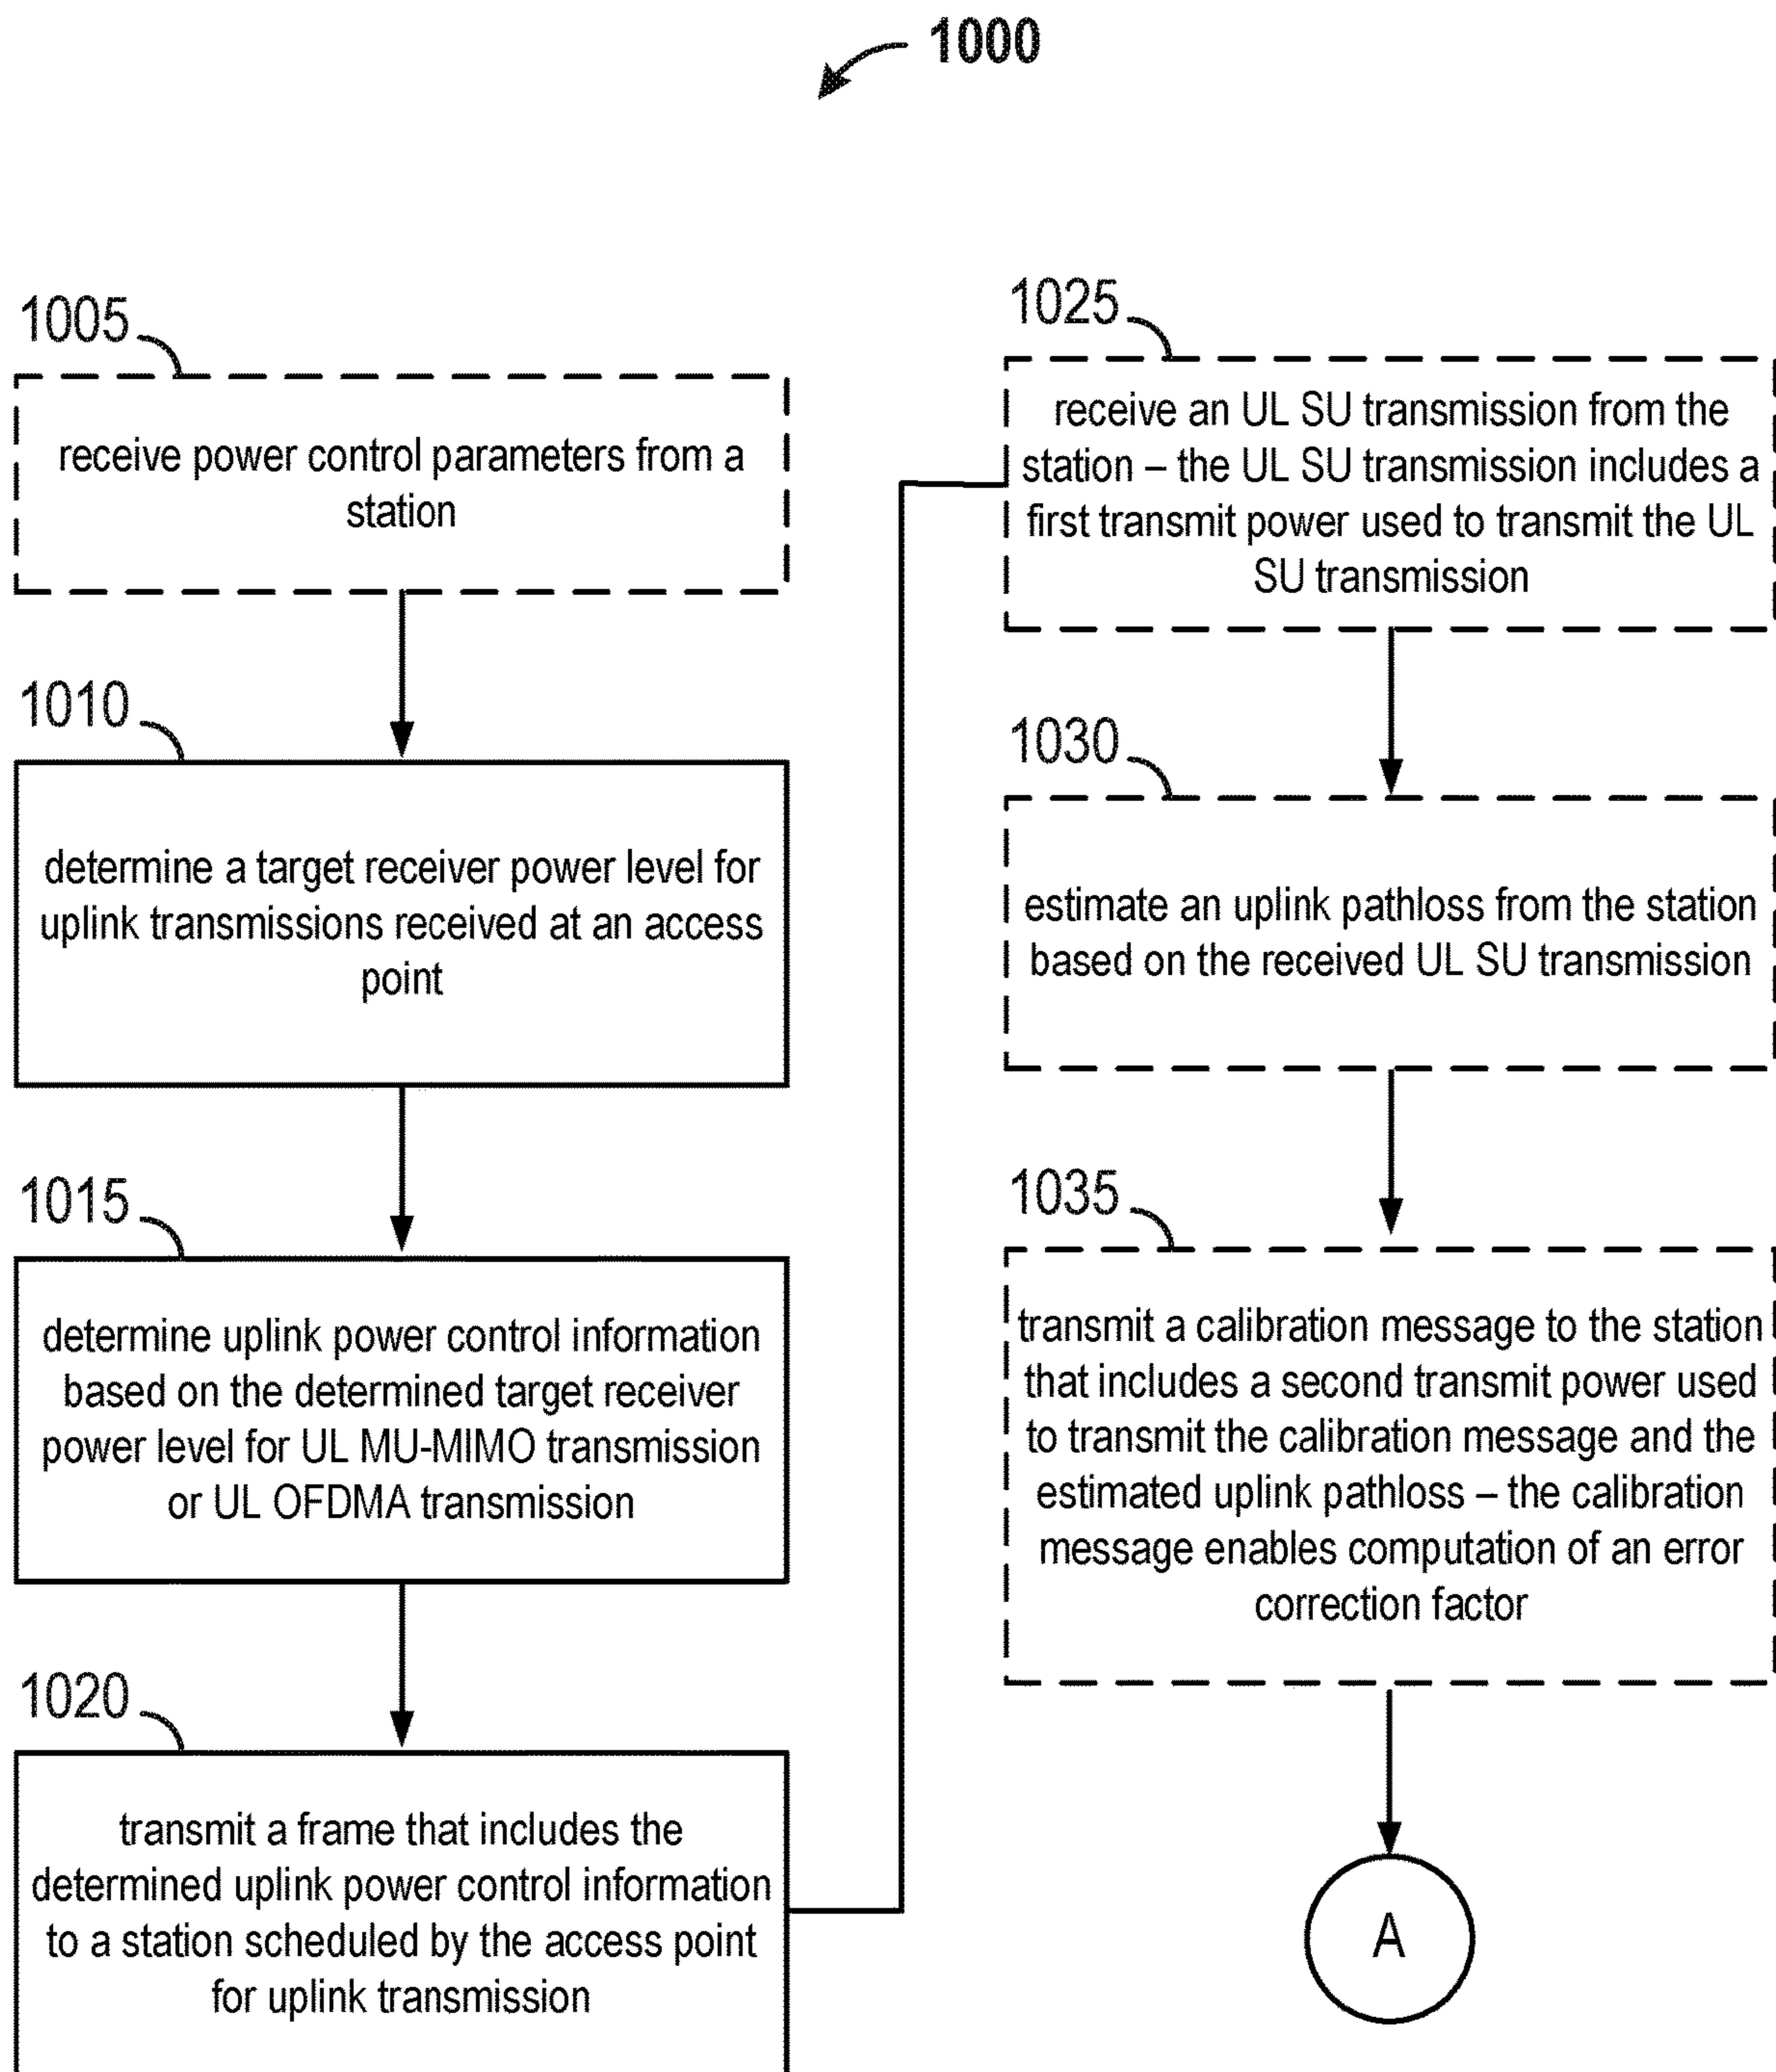 1000
1005
receive power control parameters from a
station
1010
determine a target receiver power level for
uplink transmissions received at an access
point
1015
determine uplink power control information
based on the determined target receiver
power level for UL MU-MIMO transmission
or UL OFDMA transmission
1020
transmit a frame that includes the
determined uplink power control information
to a station scheduled by the access point
for uplink transmission
1025
receive an UL SU transmission from the
station – the UL SU transmission includes a
first transmit power used to transmit the UL
SU transmission
1030
estimate an uplink pathloss from the station
based on the received UL SU transmission
1035
transmit a calibration message to the station
that includes a second transmit power used
to transmit the calibration message and the
estimated uplink pathloss – the calibration
message enables computation of an error
correction factor
A